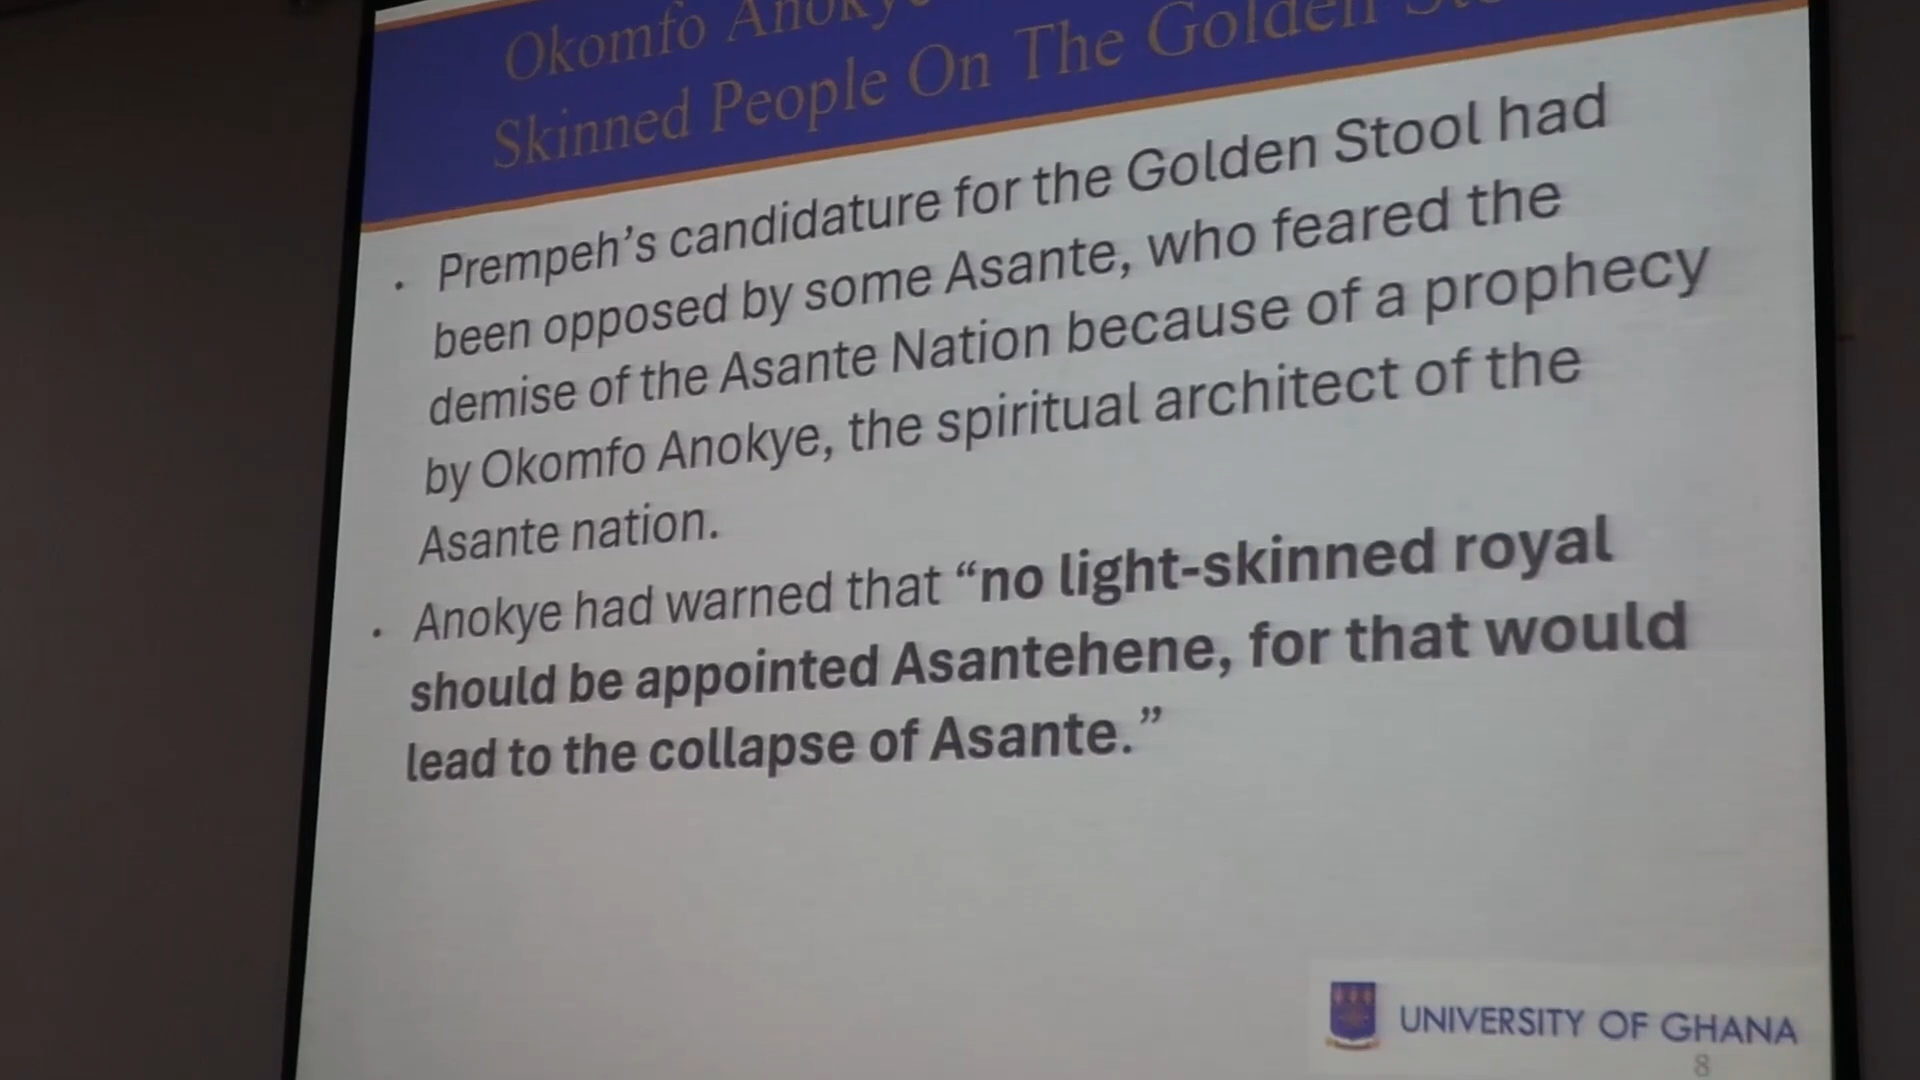 Okomfo Anokye
Skinned People On The Golden
• Prempeh’s candidature for the Golden Stool had
been opposed by some Asante, who feared the
demise of the Asante Nation because of a prophecy
by Okomfo Anokye, the spiritual architect of the
Asante nation.
• Anokye had warned that “no light-skinned royal
should be appointed Asantehene, for that would
lead to the collapse of Asante.”
UNIVERSITY OF GHANA
8